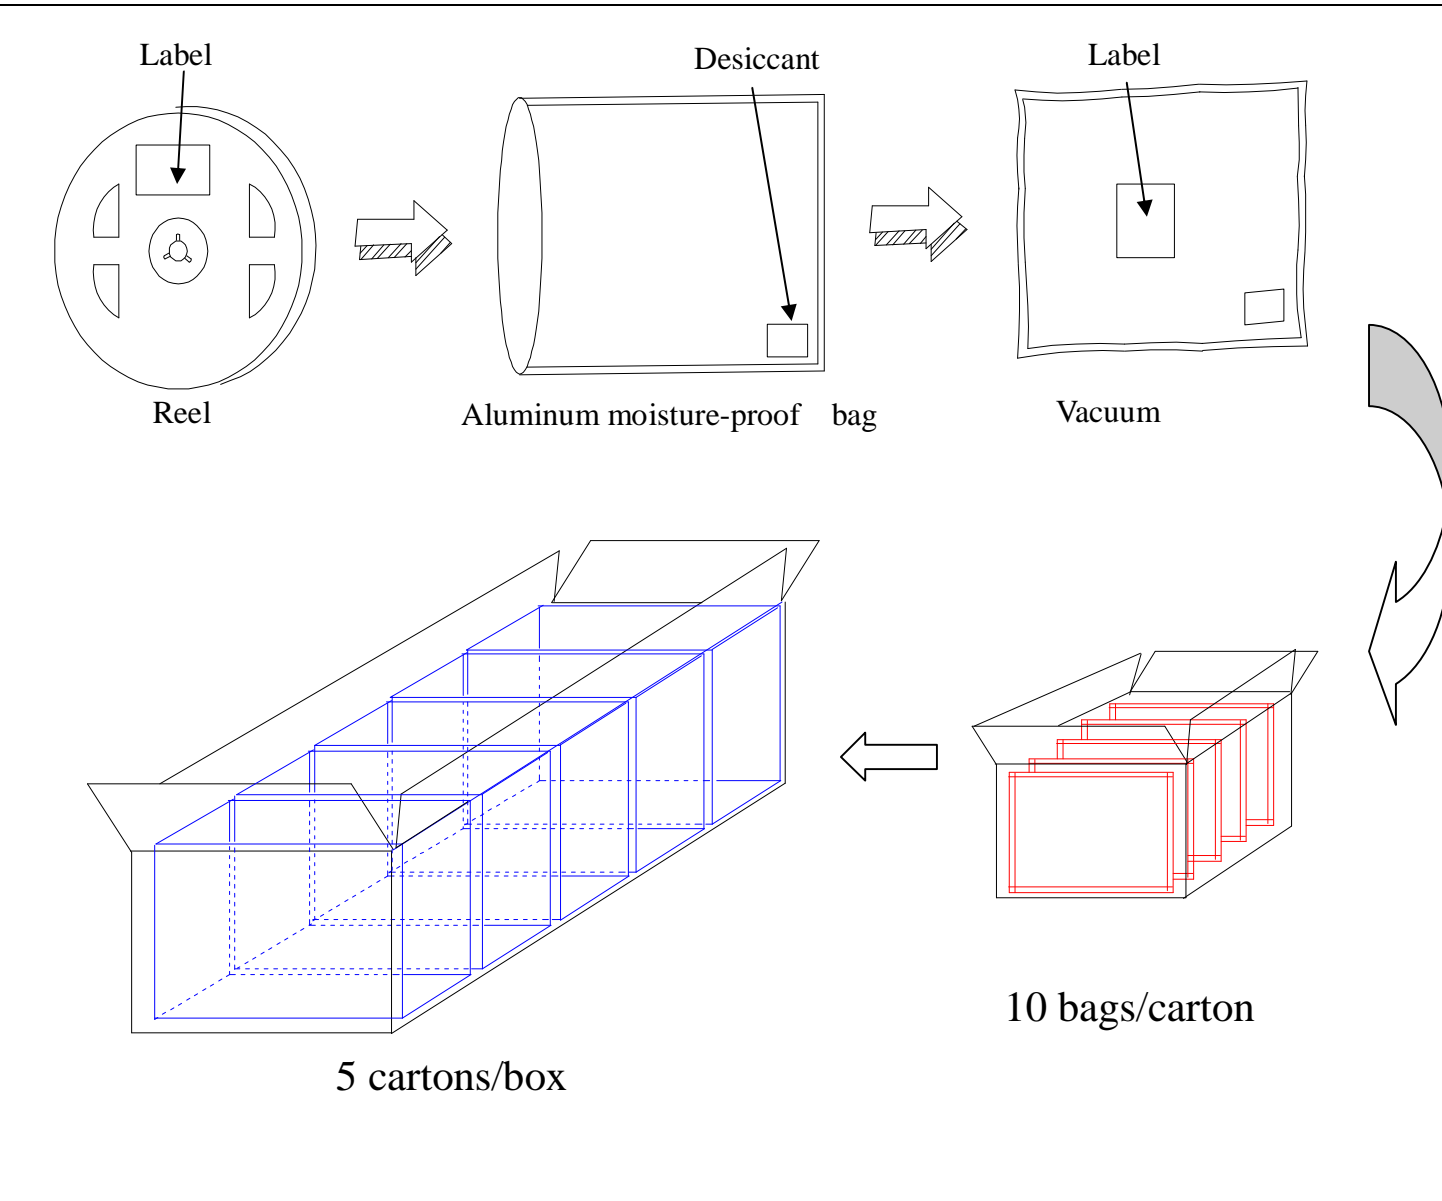 Label
Desiccant
Label
Reel
Aluminum moisture-proof bag
Vacuum
10 bags/carton
5 cartons/box